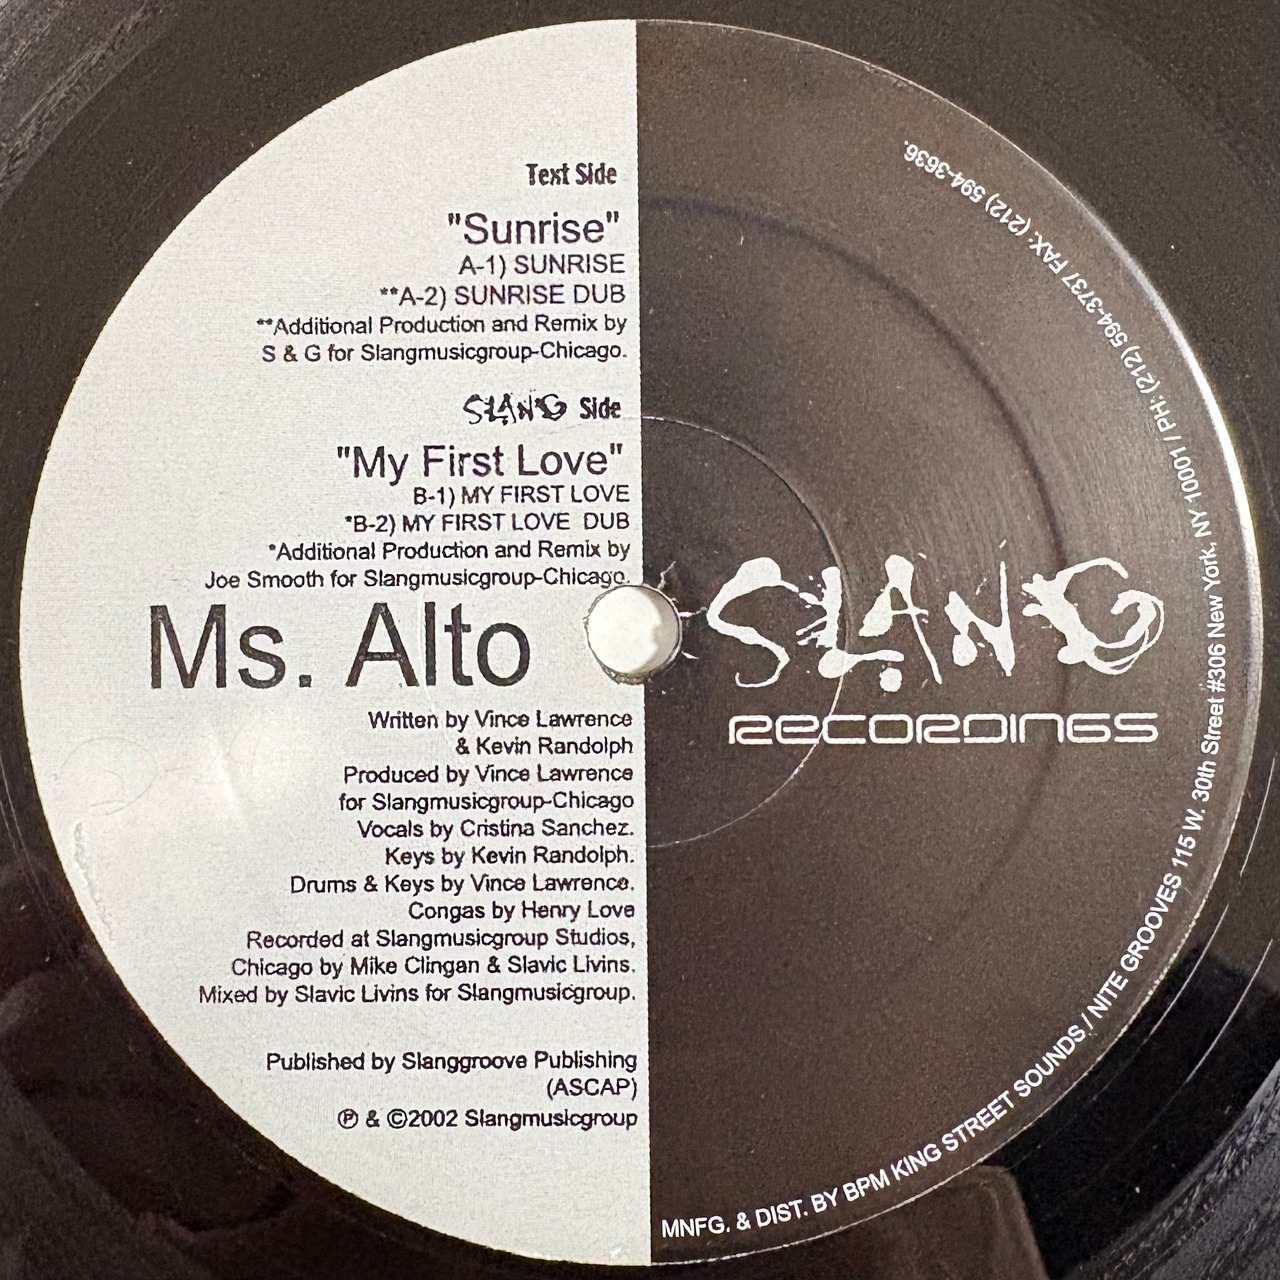 Text Side
"Sunrise"
A-1) SUNRISE
**A-2) SUNRISE DUB
**Additional Production and Remix by
S & G for Slangmusicgroup-Chicago.
SLANG Side
"My First Love"
B-1) MY FIRST LOVE
*B-2) MY FIRST LOVE DUB
*Additional Production and Remix by
Joe Smooth for Slangmusicgroup-Chicago.
Ms. Alto
Written by Vince Lawrence
& Kevin Randolph
Produced by Vince Lawrence
for Slangmusicgroup-Chicago
Vocals by Cristina Sanchez.
Keys by Kevin Randolph.
Drums & Keys by Vince Lawrence.
Congas by Henry Love
Recorded at Slangmusicgroup Studios,
Chicago by Mike Clingan & Slavic Livins.
Mixed by Slavic Livins for Slangmusicgroup.
Published by Slanggroove Publishing
(ASCAP)
℗ & ©2002 Slangmusicgroup
SLANG
RECORDINGS
MNFG. & DIST. BY BPM KING STREET SOUNDS / NITE GROOVES 115 W. 30th Street #306 New York, NY 10001 / PH: (212) 594-3737 FAX: (212) 594-3636.